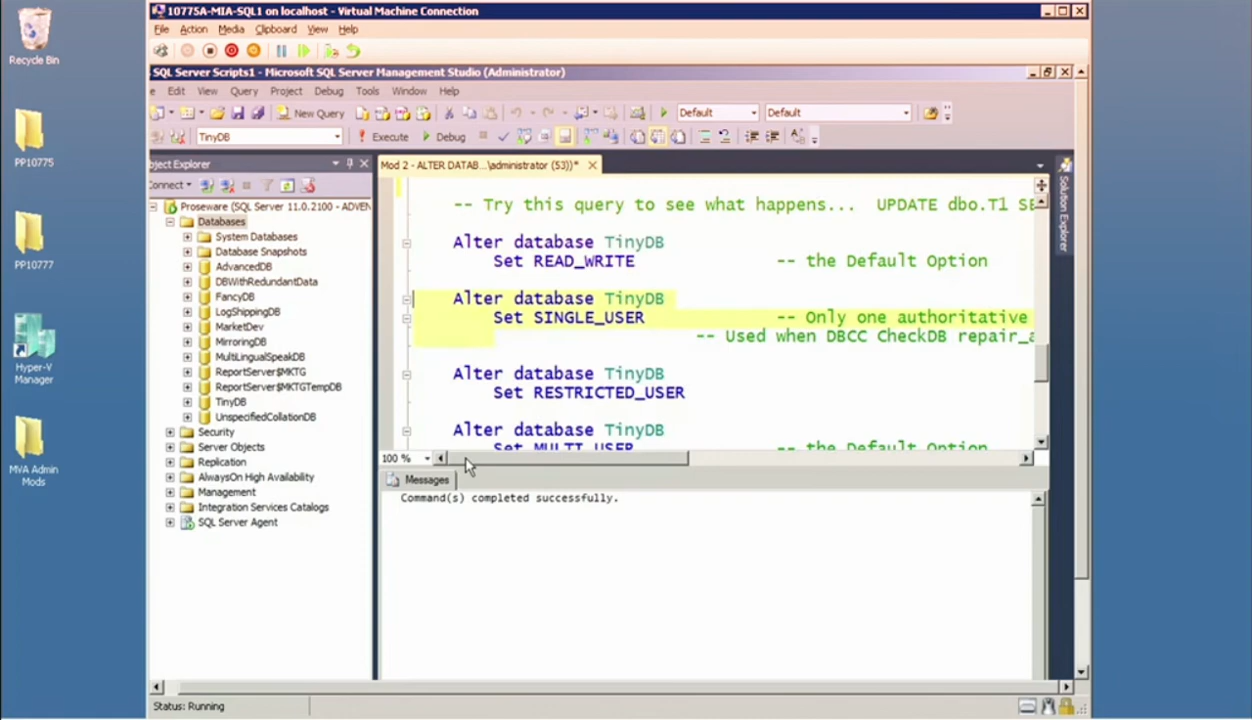 10775A-MIA-SQL1 on localhost - Virtual Machine Connection
File Action Media Clipboard View Help
SQL Server Scripts1 - Microsoft SQL Server Management Studio (Administrator)
e Edit View Query Project Debug Tools Window Help
New Query Default Default
TinyDB Execute Debug
bject Explorer
Mod 2 - ALTER DATAB...\administrator (53))*
Connect
Proseware (SQL Server 11.0.2100 - ADVEN
Databases
System Databases
Database Snapshots
AdvancedDB
DBWithRedundantData
FancyDB
LogShippingDB
MarketDev
MirroringDB
MultiLingualSpeakDB
ReportServer$MKTG
ReportServer$MKTGTempDB
TinyDB
UnspecifiedCollationDB
Security
Server Objects
Replication
AlwaysOn High Availability
Management
Integration Services Catalogs
SQL Server Agent
-- Try this query to see what happens... UPDATE dbo.T1 SE
Alter database TinyDB
Set READ_WRITE -- the Default Option
Alter database TinyDB
Set SINGLE_USER -- Only one authoritative
-- Used when DBCC CheckDB repair_a
Alter database TinyDB
Set RESTRICTED_USER
Alter database TinyDB
Set MULTI_USER -- the Default Option
100 %
Messages
Command(s) completed successfully.
Solution Explorer
Status: Running
Recycle Bin
PP10775
PP10777
Hyper-V
Manager
MVA Admin
Mods